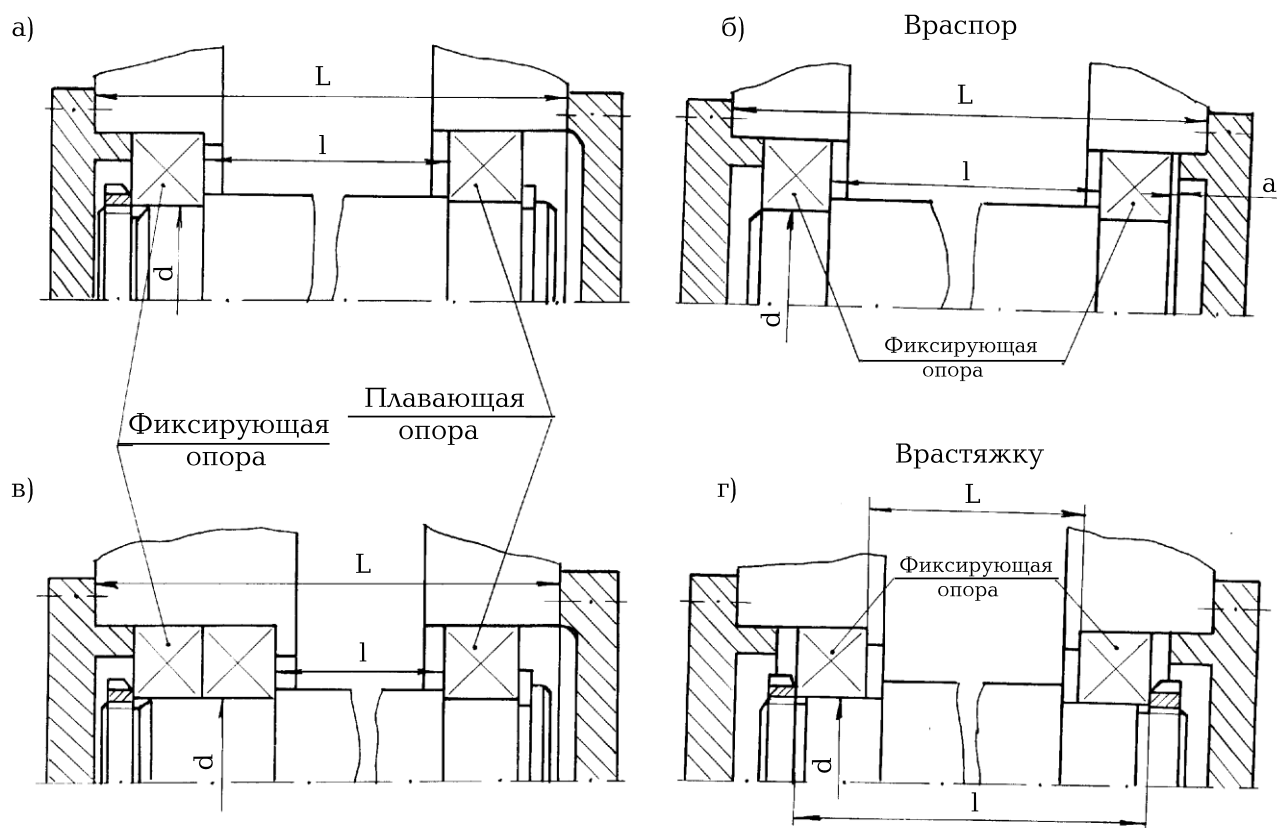 а)
L
l
d
б)
Враспор
L
l
a
d
Фиксирующая
опора
Фиксирующая
опора
Плавающая
опора
в)
L
l
d
Врастяжку
г)
L
Фиксирующая
опора
d
l